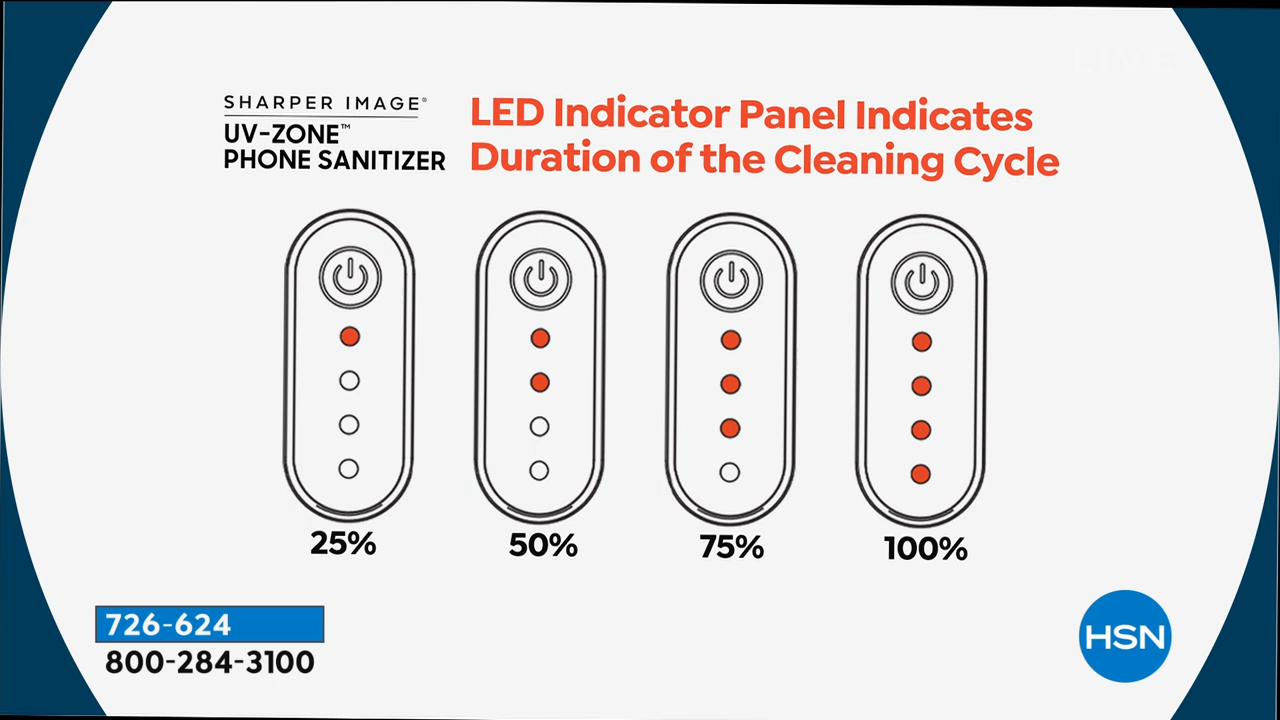 LIVE
SHARPER IMAGE®
UV-ZONE™
PHONE SANITIZER
LED Indicator Panel Indicates
Duration of the Cleaning Cycle
25%
50%
75%
100%
726-624
800-284-3100
HSN